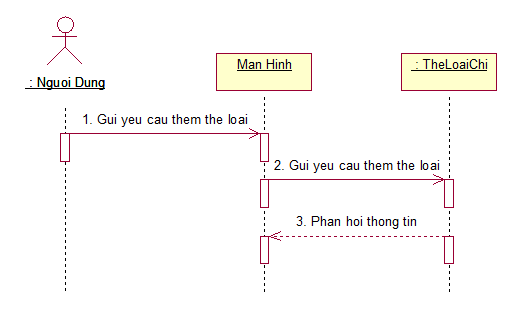 : Nguoi Dung
Man Hinh
: TheLoaiChi
1. Gui yeu cau them the loai
2. Gui yeu cau them the loai
3. Phan hoi thong tin